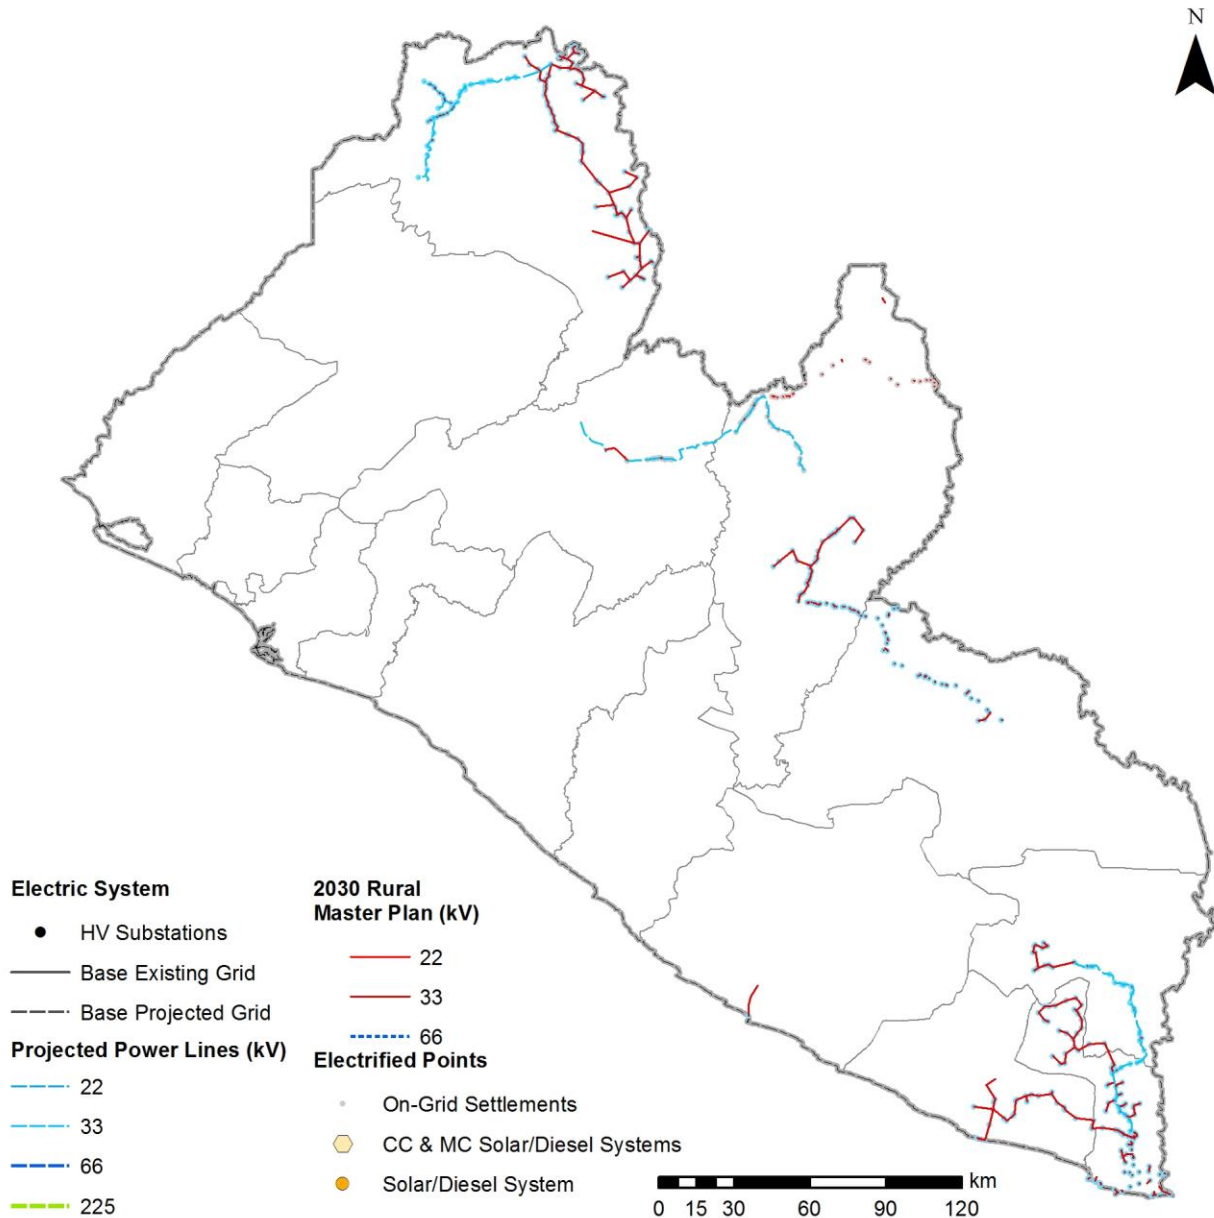 N
Electric System
HV Substations
Base Existing Grid
Base Projected Grid
Projected Power Lines (kV)
22
33
66
225
2030 Rural
Master Plan (kV)
22
33
66
Electrified Points
On-Grid Settlements
CC & MC Solar/Diesel Systems
Solar/Diesel System
km
0 15 30 60 90 120